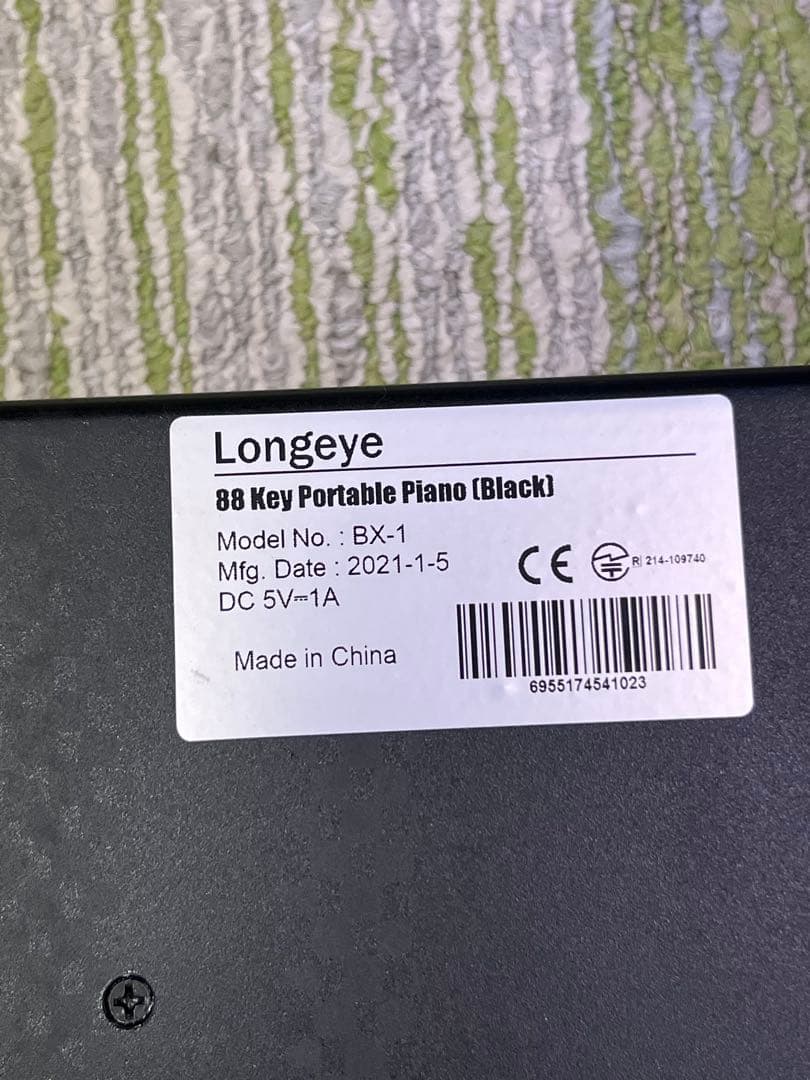 Longeye
88 Key Portable Piano (Black)
Model No. : BX-1
Mfg. Date : 2021-1-5
DC 5V⎓1A
CE
R 214-109740
Made in China
6955174541023